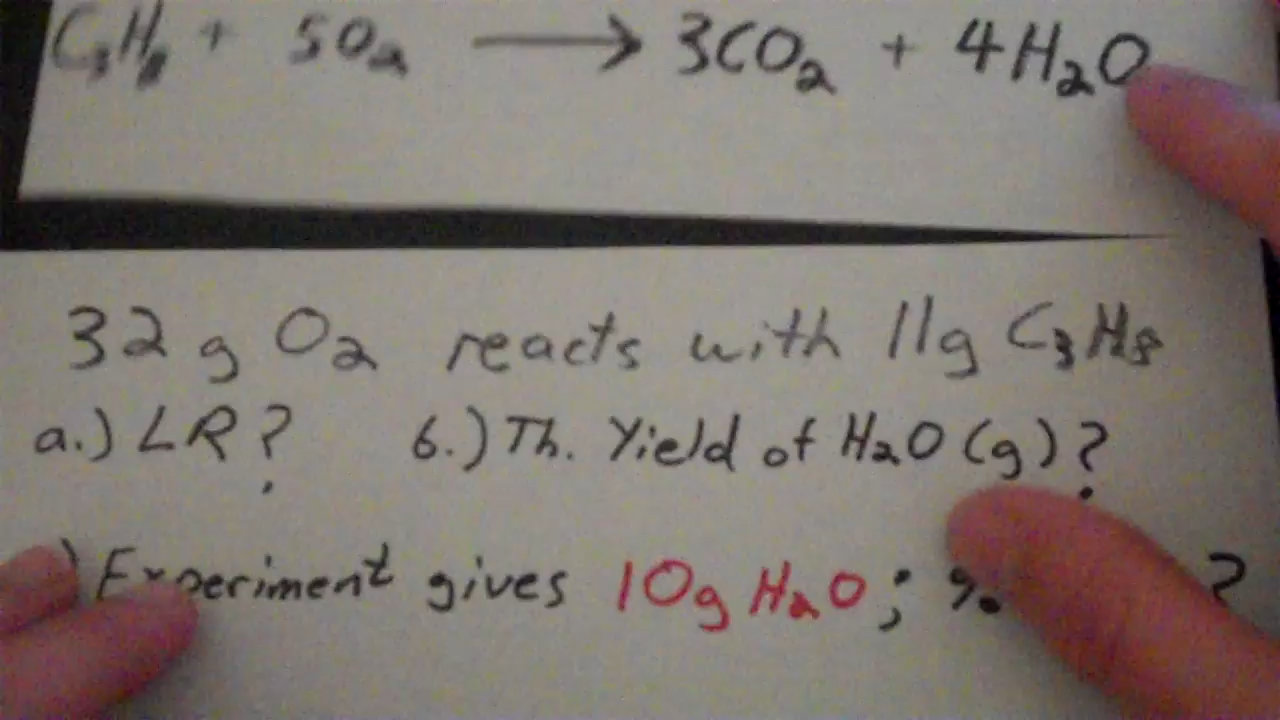 C₃H₈ + 5O₂ → 3CO₂ + 4H₂O
32 g O₂ reacts with 11g C₃H₈
a.) LR? b.) Th. Yield of H₂O (g)?
) Experiment gives 10g H₂O; % ?